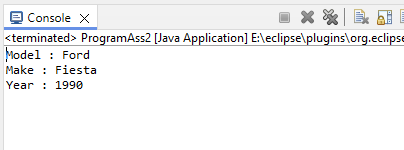 Console
<terminated> ProgramAss2 [Java Application] E:\eclipse\plugins\org.eclipse
Model : Ford
Make : Fiesta
Year : 1990